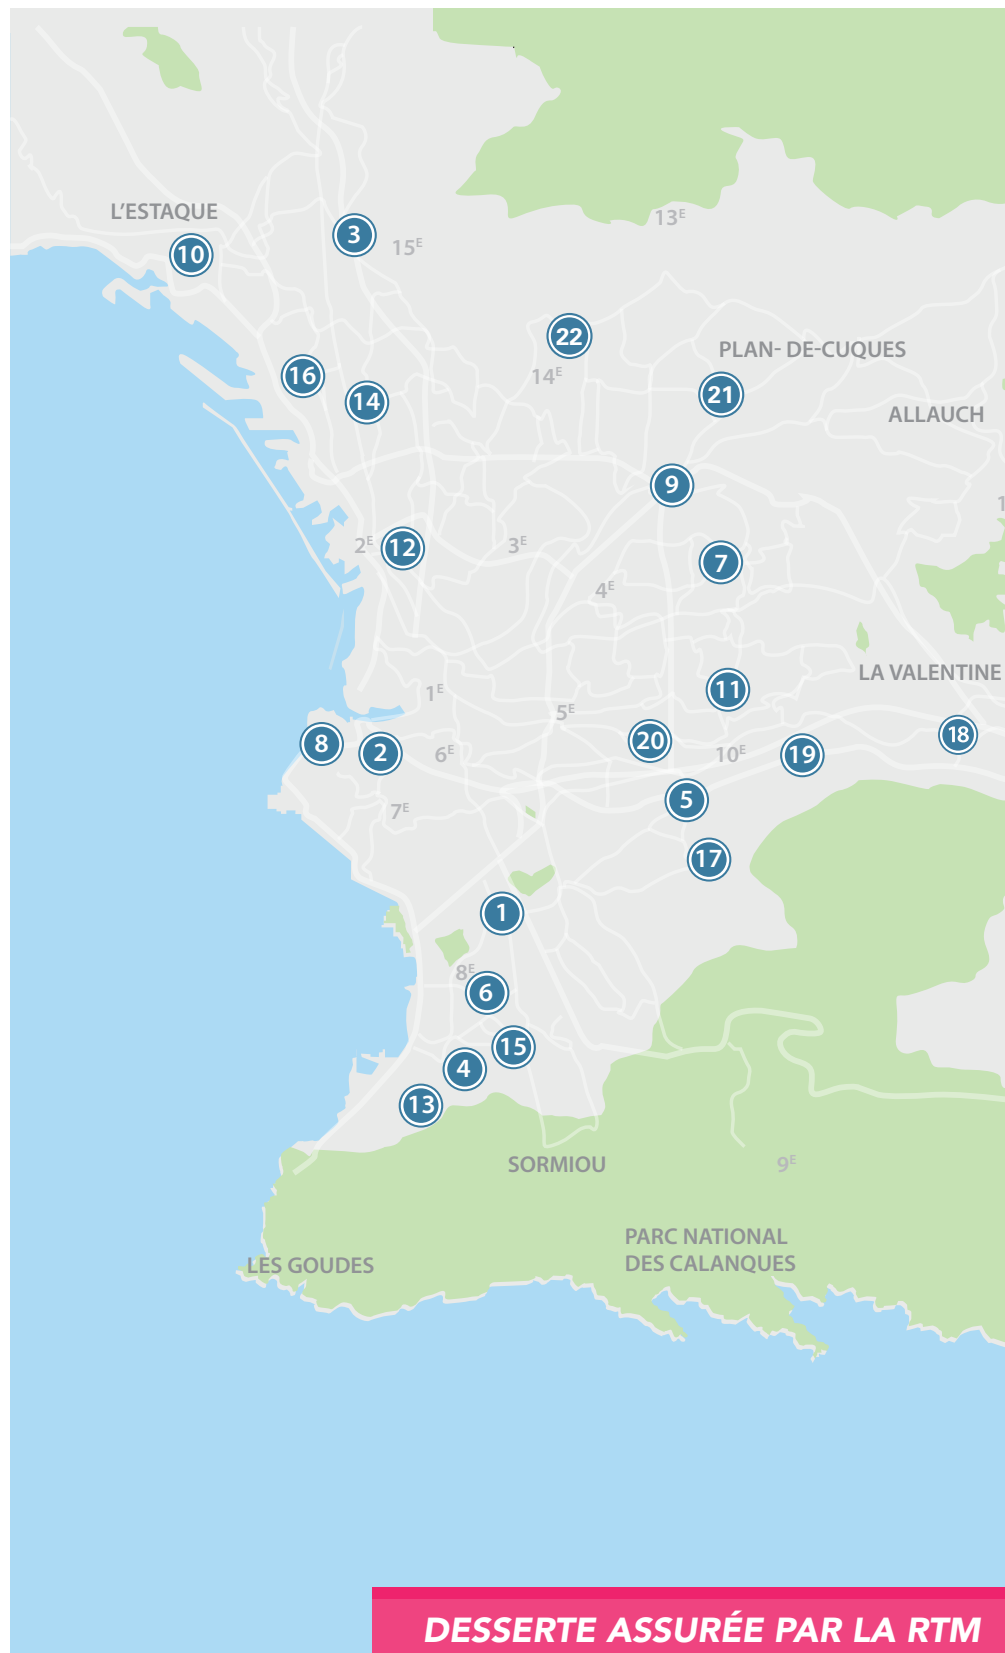 L'ESTAQUE
13E
3
15E
10
22
PLAN- DE-CUQUES
16
14E
14
21
ALLAUCH
9
1
2E
12
3E
7
4E
LA VALENTINE
1E
11
5E
8
2
6E
20
10E
19
18
7E
5
17
1
8E
6
15
4
13
SORMIOU
9E
PARC NATIONAL
DES CALANQUES
LES GOUDES
DESSERTE ASSURÉE PAR LA RTM